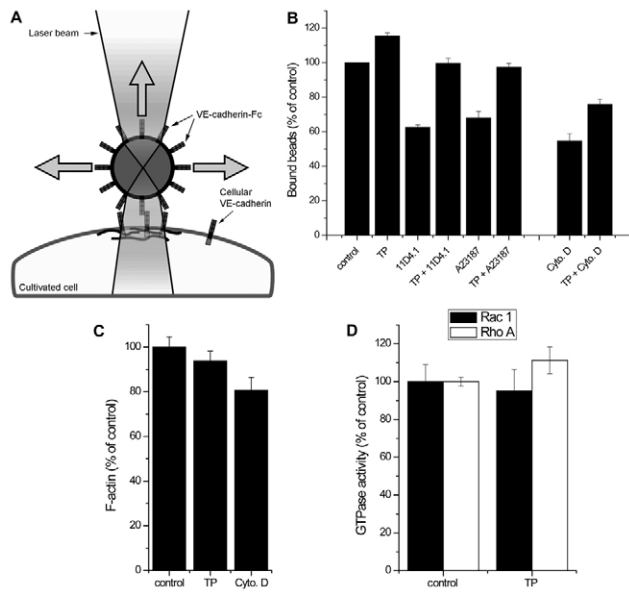 A
Laser beam
VE-cadherin-Fc
Cellular
VE-cadherin
Cultivated cell
B
Bound beads (% of control)
120
100
80
60
40
20
0
control
TP
11D4.1
TP + 11D4.1
A23187
TP + A23187
Cyto. D
TP + Cyto. D
C
F-actin (% of control)
100
80
60
40
20
0
control
TP
Cyto. D
D
Rac 1
Rho A
GTPase activity (% of control)
120
100
80
60
40
20
0
control
TP